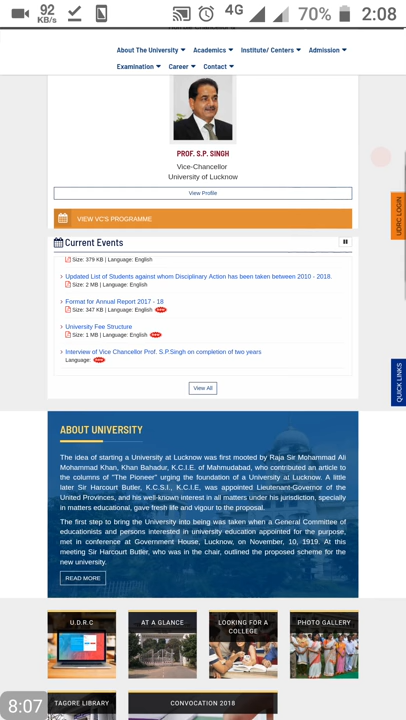 92
KB/s
4G
70%
2:08
About The University
Academics
Institute/ Centers
Admission
Examination
Career
Contact
PROF. S.P. SINGH
Vice-Chancellor
University of Lucknow
View Profile
VIEW VC'S PROGRAMME
UDRC LOGIN
Current Events
Size: 379 KB | Language: English
Updated List of Students against whom Disciplinary Action has been taken between 2010 - 2018.
Size: 2 MB | Language: English
Format for Annual Report 2017 - 18
Size: 347 KB | Language: English new
University Fee Structure
Size: 1 MB | Language: English new
Interview of Vice Chancellor Prof. S.P.Singh on completion of two years
Language: new
QUICK LINKS
View All
ABOUT UNIVERSITY
The idea of starting a University at Lucknow was first mooted by Raja Sir Mohammad Ali
Mohammad Khan, Khan Bahadur, K.C.I.E. of Mahmudabad, who contributed an article to
the columns of "The Pioneer" urging the foundation of a University at Lucknow. A little
later Sir Harcourt Butler, K.C.S.I., K.C.I.E, was appointed Lieutenant-Governor of the
United Provinces, and his well-known interest in all matters under his jurisdiction, specially
in matters educational, gave fresh life and vigour to the proposal.
The first step to bring the University into being was taken when a General Committee of
educationists and persons interested in university education appointed for the purpose,
met in conference at Government House, Lucknow, on November, 10, 1919. At this
meeting Sir Harcourt Butler, who was in the chair, outlined the proposed scheme for the
new university.
READ MORE
U.D.R.C
AT A GLANCE
LOOKING FOR A
COLLEGE
PHOTO GALLERY
TAGORE LIBRARY
CONVOCATION 2018
8:07